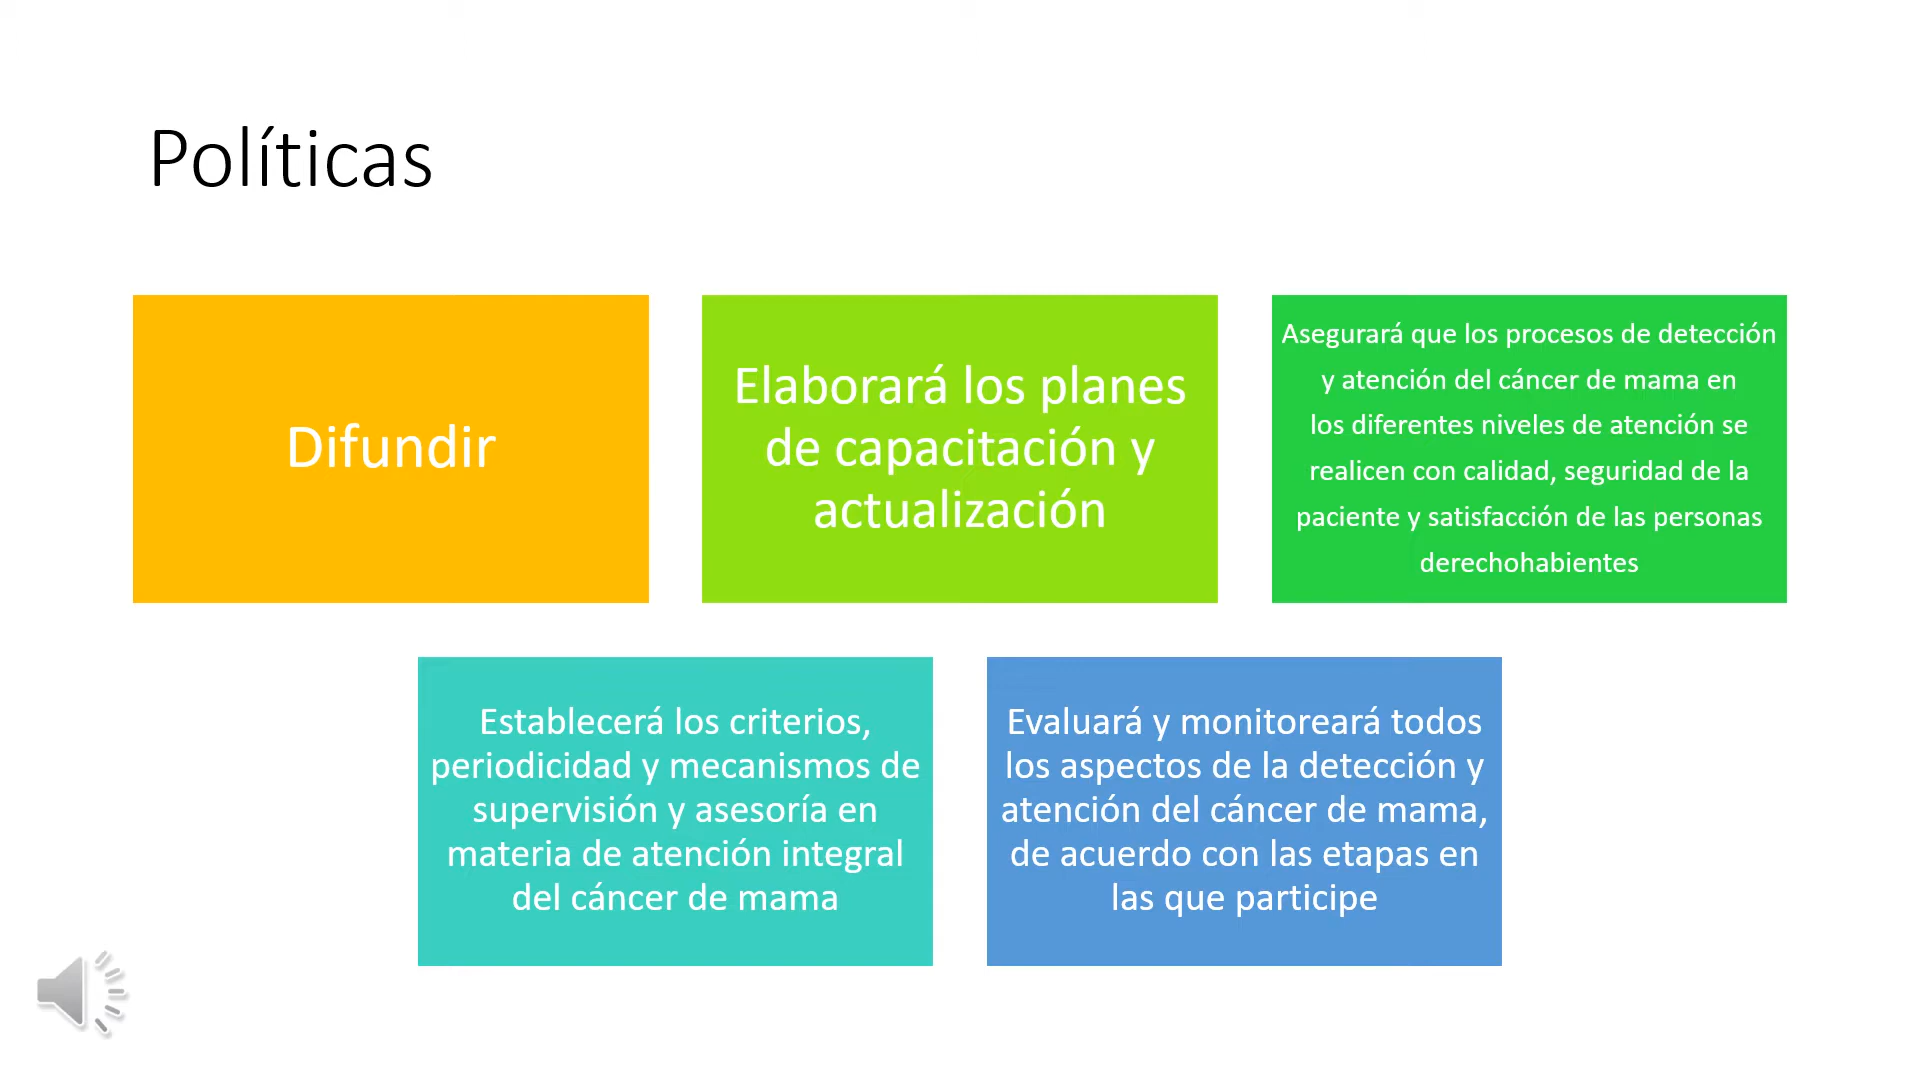 Políticas
Difundir
Elaborará los planes
de capacitación y
actualización
Asegurará que los procesos de detección
y atención del cáncer de mama en
los diferentes niveles de atención se
realicen con calidad, seguridad de la
paciente y satisfacción de las personas
derechohabientes
Establecerá los criterios,
periodicidad y mecanismos de
supervisión y asesoría en
materia de atención integral
del cáncer de mama
Evaluará y monitoreará todos
los aspectos de la detección y
atención del cáncer de mama,
de acuerdo con las etapas en
las que participe